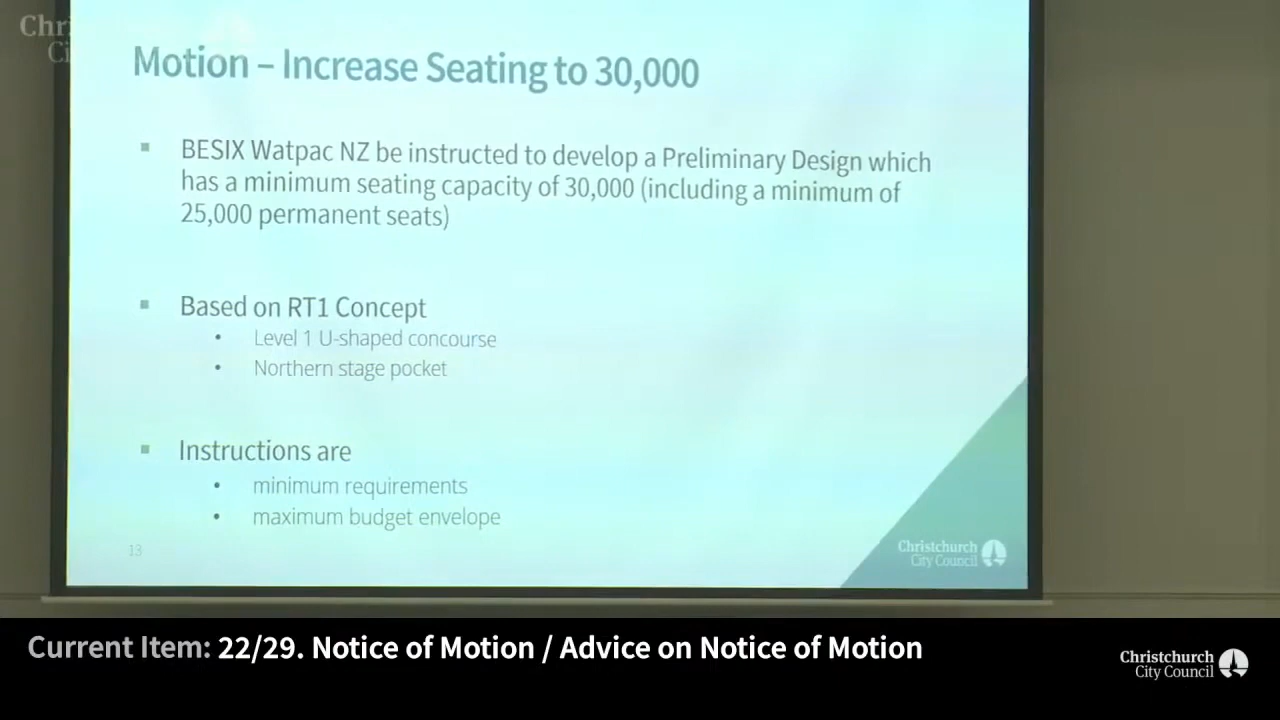 Chri
Ci
Motion – Increase Seating to 30,000
▪ BESIX Watpac NZ be instructed to develop a Preliminary Design which
has a minimum seating capacity of 30,000 (including a minimum of
25,000 permanent seats)
▪ Based on RT1 Concept
• Level 1 U-shaped concourse
• Northern stage pocket
▪ Instructions are
• minimum requirements
• maximum budget envelope
13
Christchurch
City Council
Current Item: 22/29. Notice of Motion / Advice on Notice of Motion
Christchurch
City Council